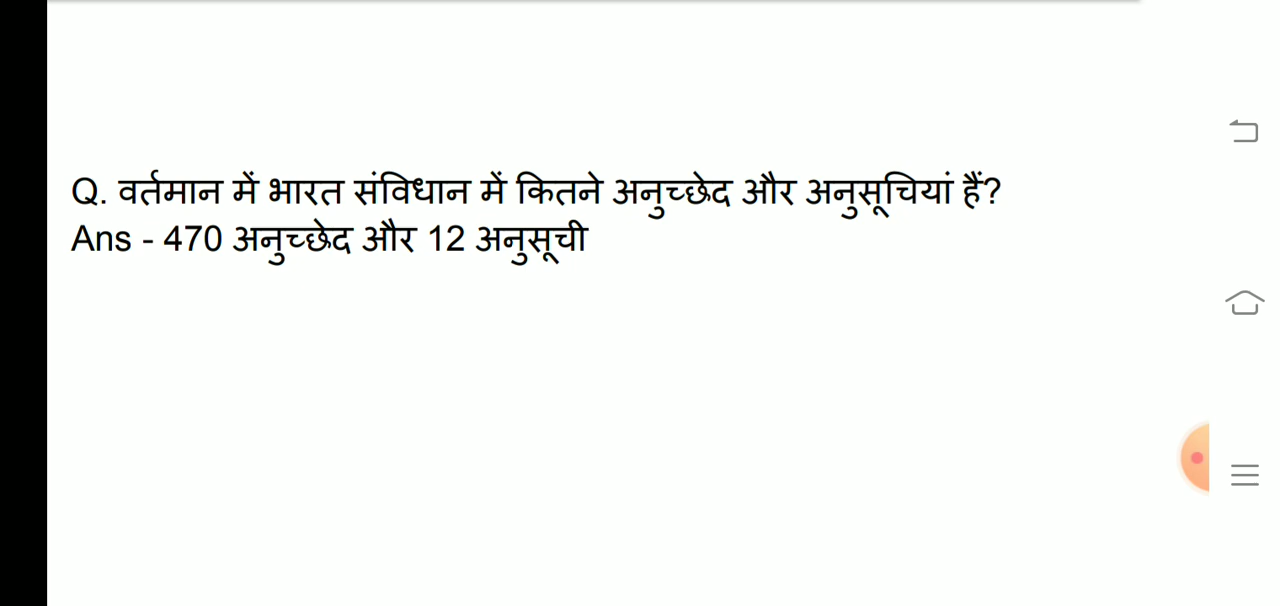 Q. वर्तमान में भारत संविधान में कितने अनुच्छेद और अनुसूचियां हैं?
Ans - 470 अनुच्छेद और 12 अनुसूची